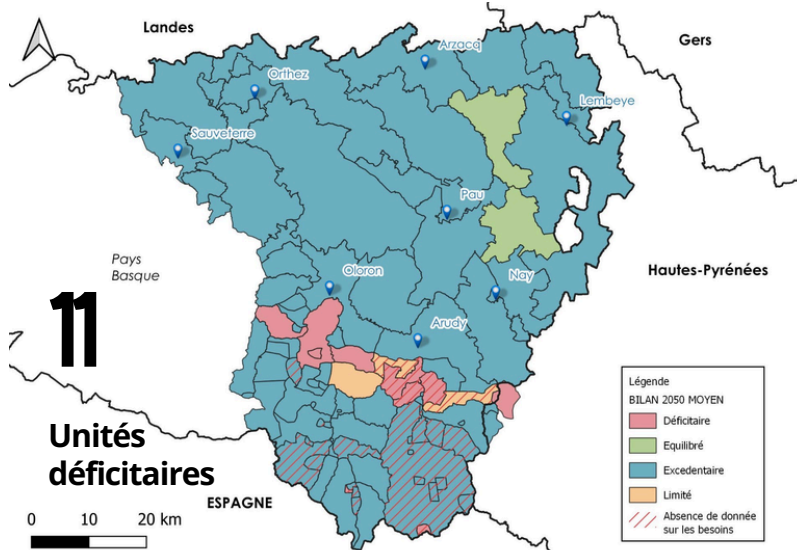 Landes
Gers
Arzacq
Orthez
Lembeye
Sauveterre
Pau
Pays
Basque
Oloron
Nay
Hautes-Pyrénées
Arudy
11
Unités
déficitaires
ESPAGNE
0 10 20 km
Légende
BILAN 2050 MOYEN
Déficitaire
Equilibré
Excedentaire
Limité
Absence de donnée
sur les besoins